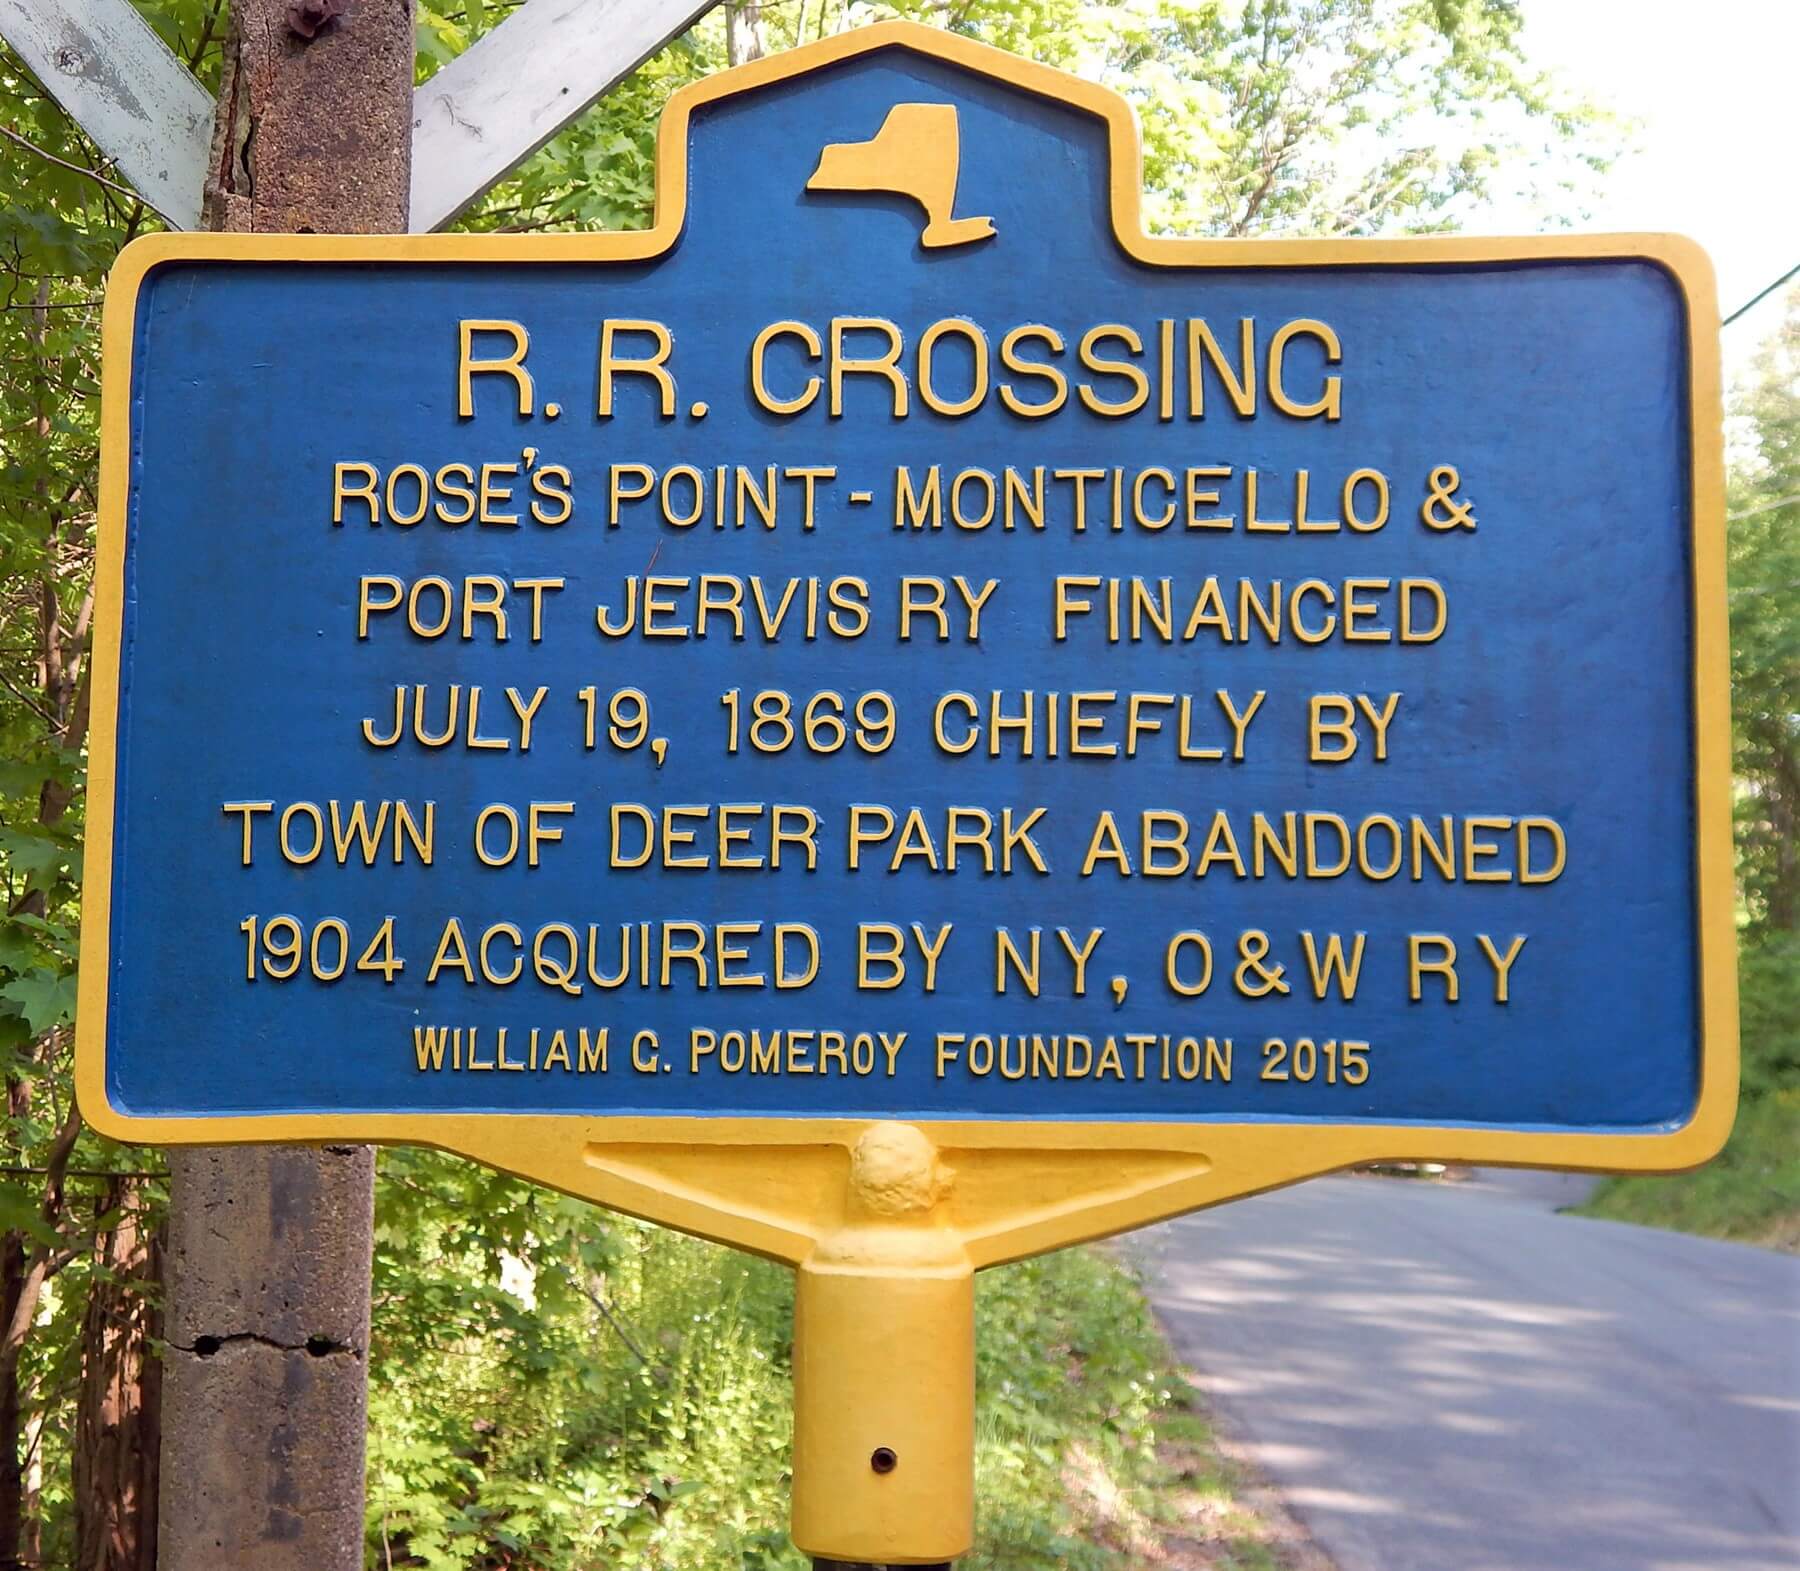 R. R. CROSSING
ROSE'S POINT - MONTICELLO &
PORT JERVIS RY FINANCED
JULY 19, 1869 CHIEFLY BY
TOWN OF DEER PARK ABANDONED
1904 ACQUIRED BY NY, O&W RY
WILLIAM G. POMEROY FOUNDATION 2015